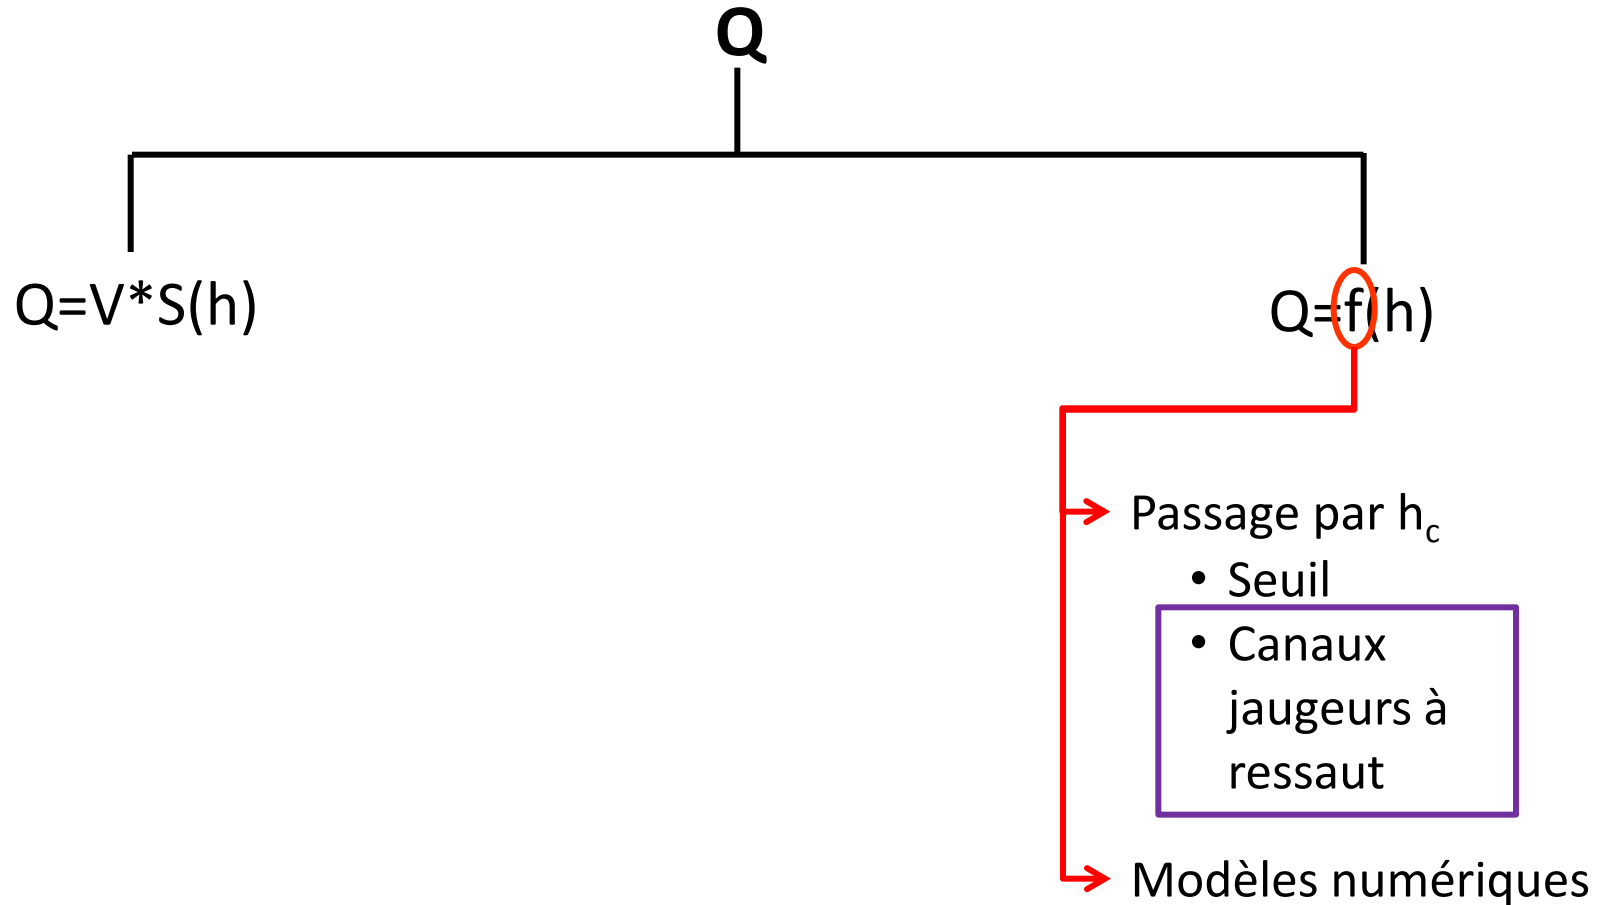 Q
Q=V*S(h)
Q=f(h)
Passage par hc
• Seuil
• Canaux
jaugeurs à
ressaut
Modèles numériques